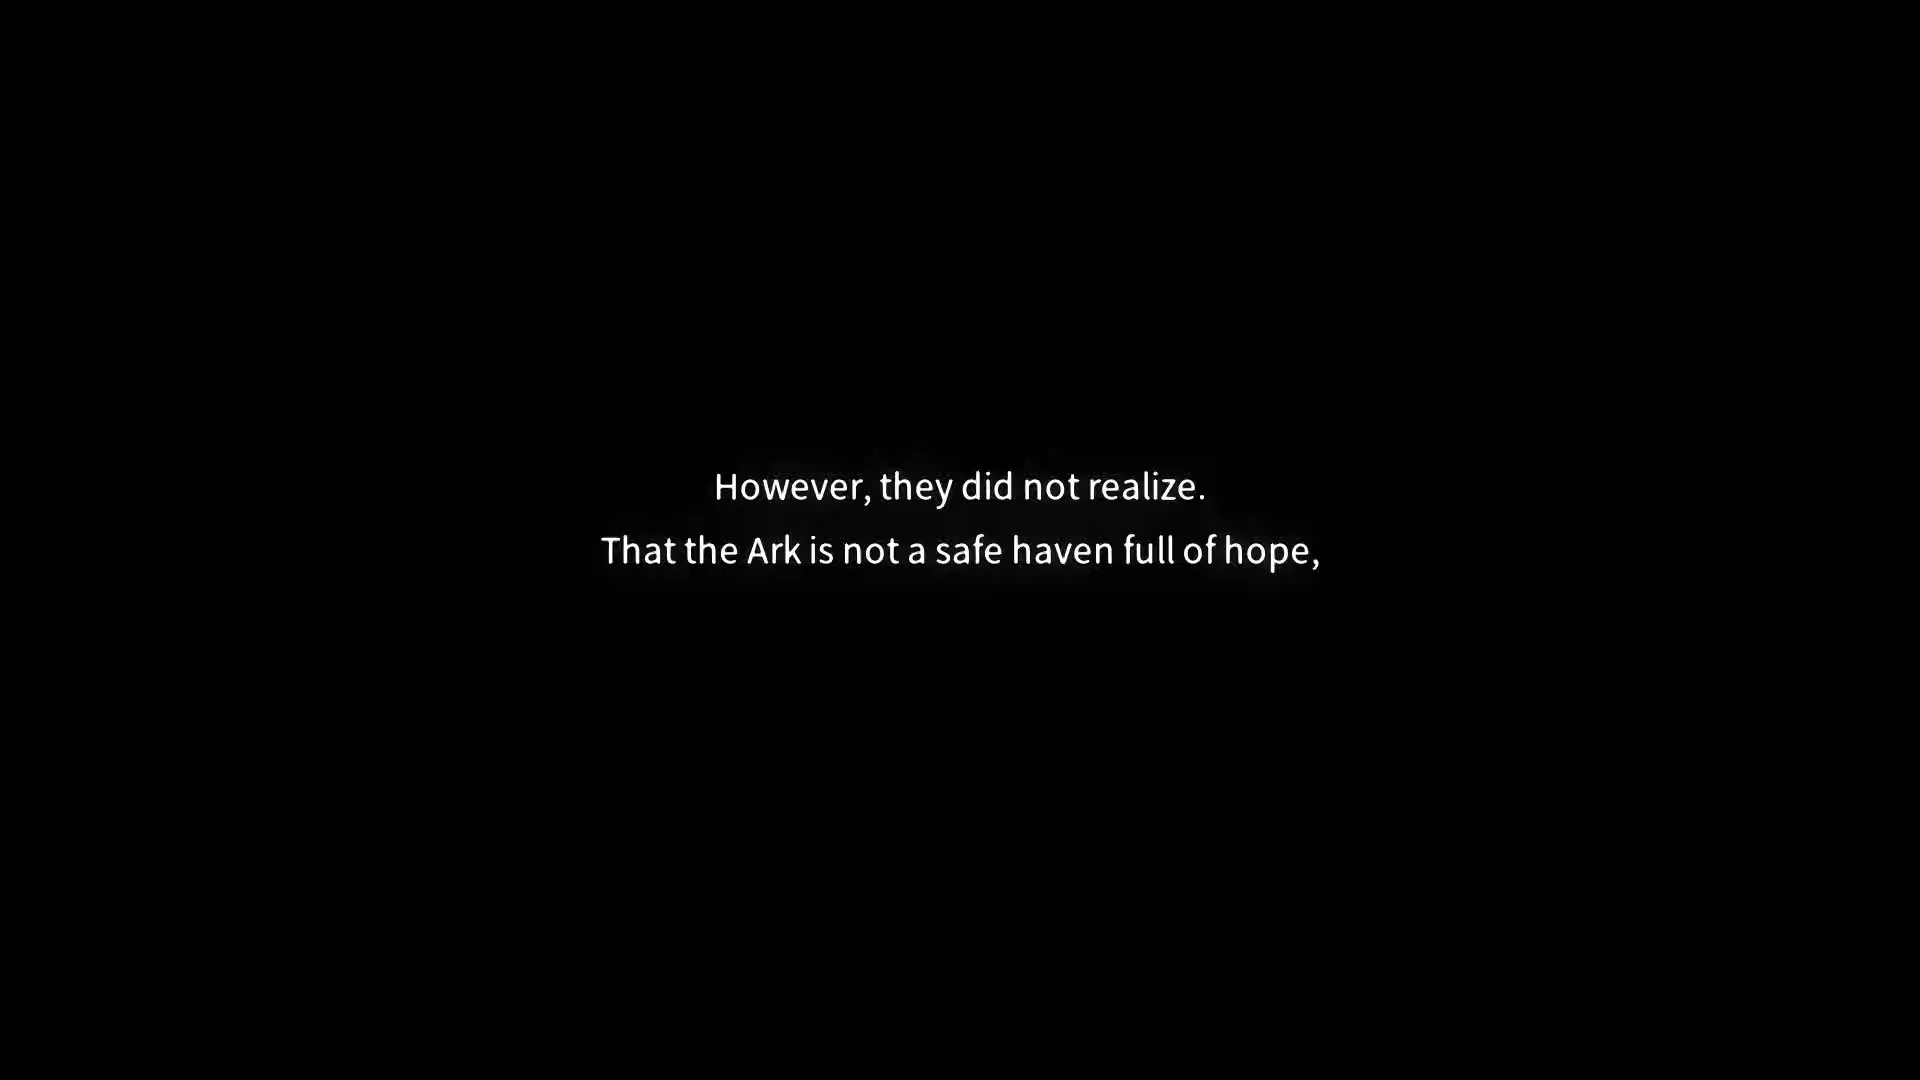 However, they did not realize.
That the Ark is not a safe haven full of hope,